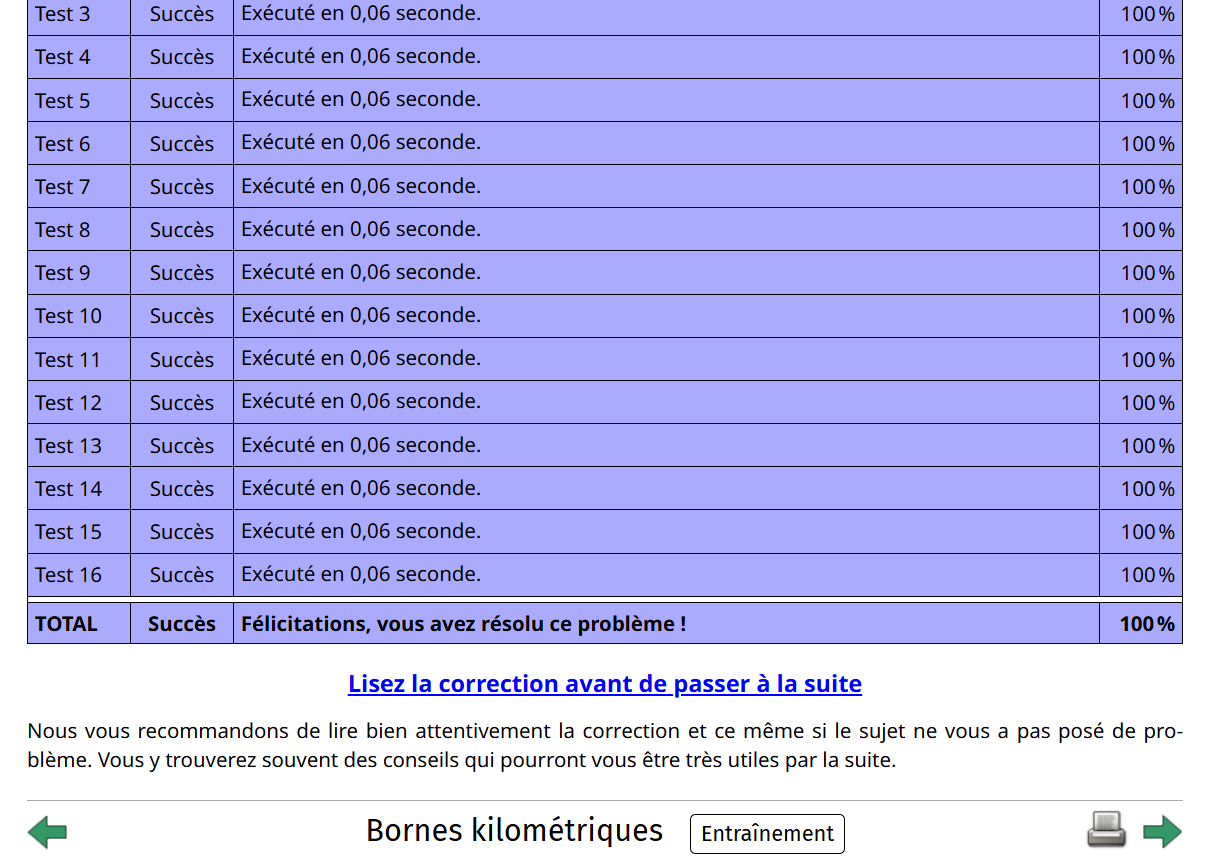 Test 3 Succès Exécuté en 0,06 seconde. 100 %
Test 4 Succès Exécuté en 0,06 seconde. 100 %
Test 5 Succès Exécuté en 0,06 seconde. 100 %
Test 6 Succès Exécuté en 0,06 seconde. 100 %
Test 7 Succès Exécuté en 0,06 seconde. 100 %
Test 8 Succès Exécuté en 0,06 seconde. 100 %
Test 9 Succès Exécuté en 0,06 seconde. 100 %
Test 10 Succès Exécuté en 0,06 seconde. 100 %
Test 11 Succès Exécuté en 0,06 seconde. 100 %
Test 12 Succès Exécuté en 0,06 seconde. 100 %
Test 13 Succès Exécuté en 0,06 seconde. 100 %
Test 14 Succès Exécuté en 0,06 seconde. 100 %
Test 15 Succès Exécuté en 0,06 seconde. 100 %
Test 16 Succès Exécuté en 0,06 seconde. 100 %
TOTAL Succès Félicitations, vous avez résolu ce problème ! 100 %
Lisez la correction avant de passer à la suite
Nous vous recommandons de lire bien attentivement la correction et ce même si le sujet ne vous a pas posé de pro-
blème. Vous y trouverez souvent des conseils qui pourront vous être très utiles par la suite.
Bornes kilométriques Entraînement